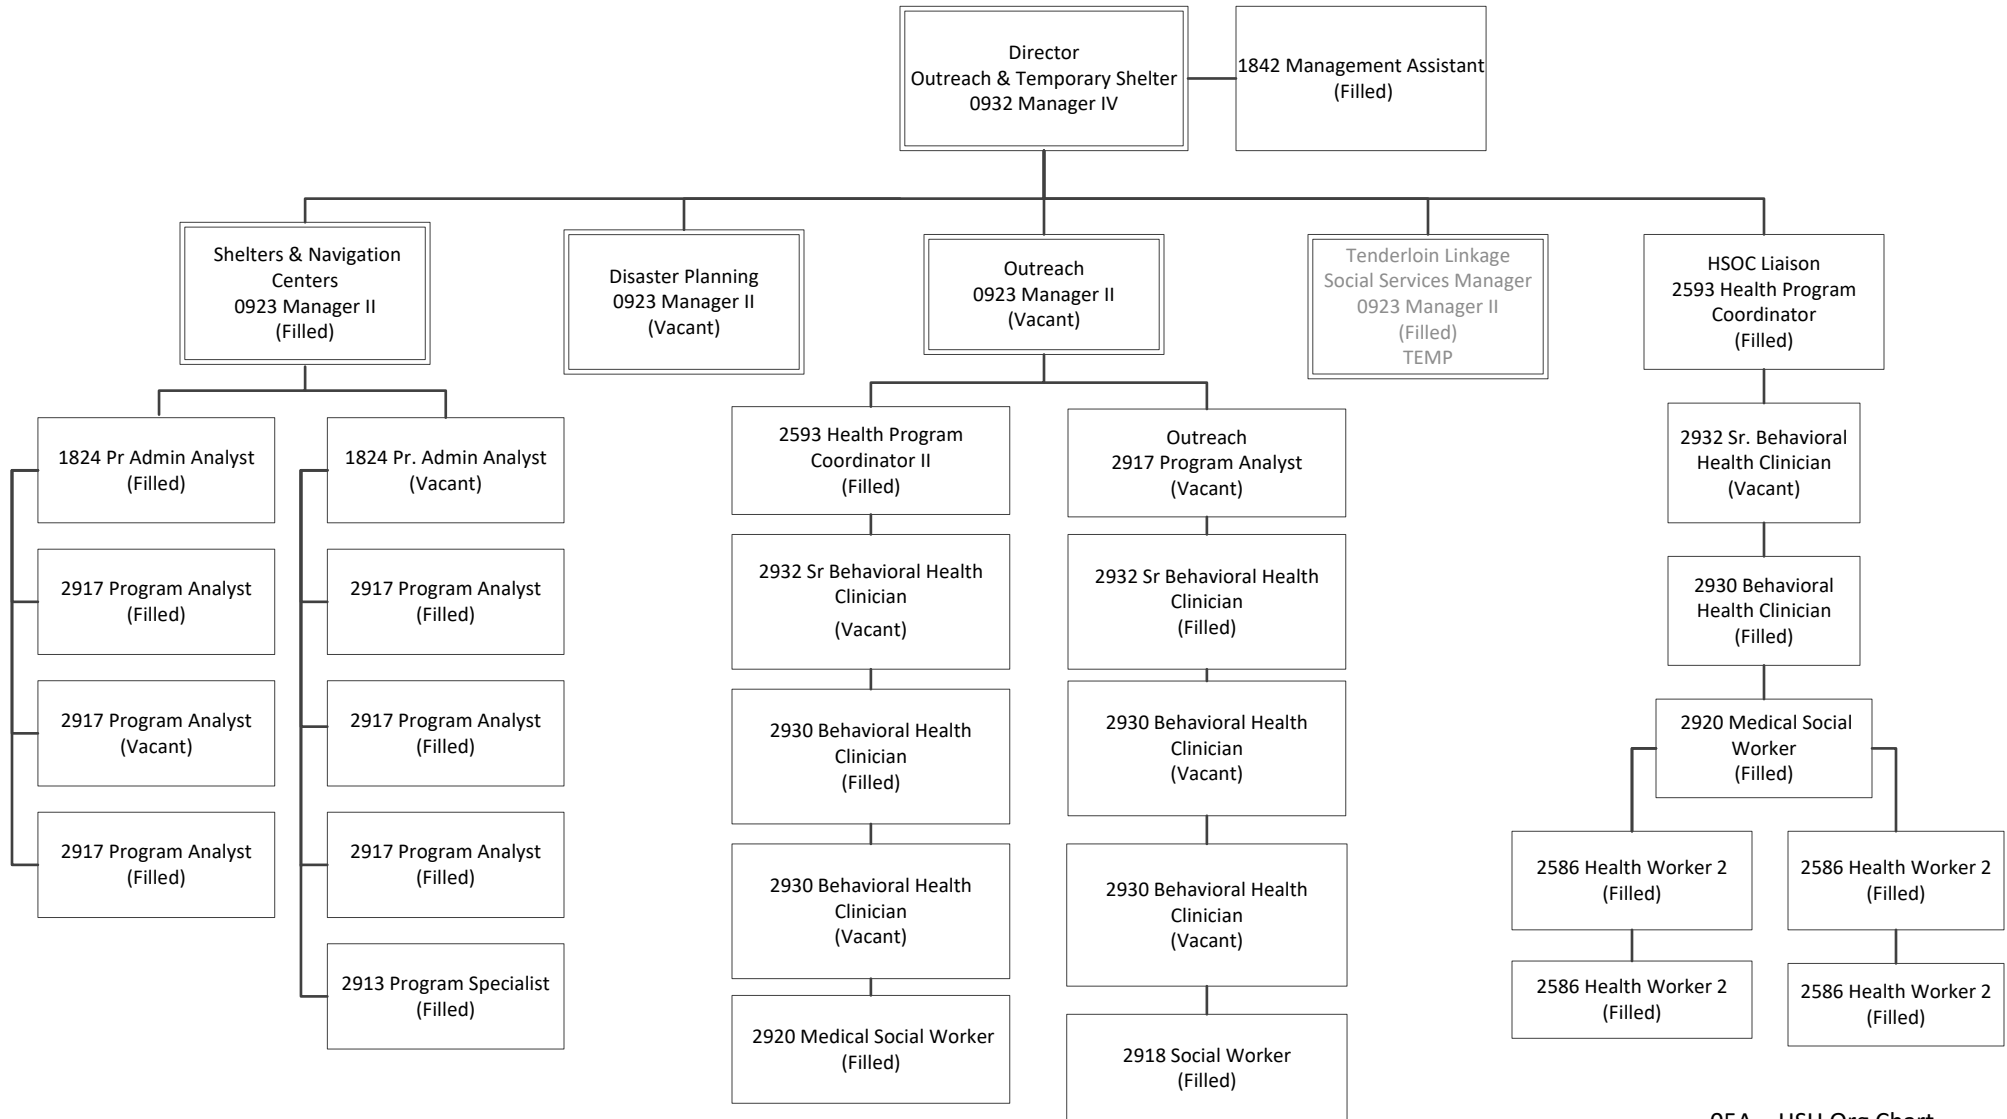 Director
Outreach & Temporary Shelter
0932 Manager IV
1842 Management Assistant
(Filled)
Shelters & Navigation
Centers
0923 Manager II
(Filled)
Disaster Planning
0923 Manager II
(Vacant)
Outreach
0923 Manager II
(Vacant)
Tenderloin Linkage
Social Services Manager
0923 Manager II
(Filled)
TEMP
HSOC Liaison
2593 Health Program
Coordinator
(Filled)
1824 Pr Admin Analyst
(Filled)
2917 Program Analyst
(Filled)
2917 Program Analyst
(Vacant)
2917 Program Analyst
(Filled)
1824 Pr. Admin Analyst
(Vacant)
2917 Program Analyst
(Filled)
2917 Program Analyst
(Filled)
2917 Program Analyst
(Filled)
2913 Program Specialist
(Filled)
2593 Health Program
Coordinator II
(Filled)
2932 Sr Behavioral Health
Clinician
(Vacant)
2930 Behavioral Health
Clinician
(Filled)
2930 Behavioral Health
Clinician
(Vacant)
2920 Medical Social Worker
(Filled)
Outreach
2917 Program Analyst
(Vacant)
2932 Sr Behavioral Health
Clinician
(Filled)
2930 Behavioral Health
Clinician
(Vacant)
2930 Behavioral Health
Clinician
(Vacant)
2918 Social Worker
(Filled)
2932 Sr. Behavioral
Health Clinician
(Vacant)
2930 Behavioral
Health Clinician
(Filled)
2920 Medical Social
Worker
(Filled)
2586 Health Worker 2
(Filled)
2586 Health Worker 2
(Filled)
2586 Health Worker 2
(Filled)
2586 Health Worker 2
(Filled)